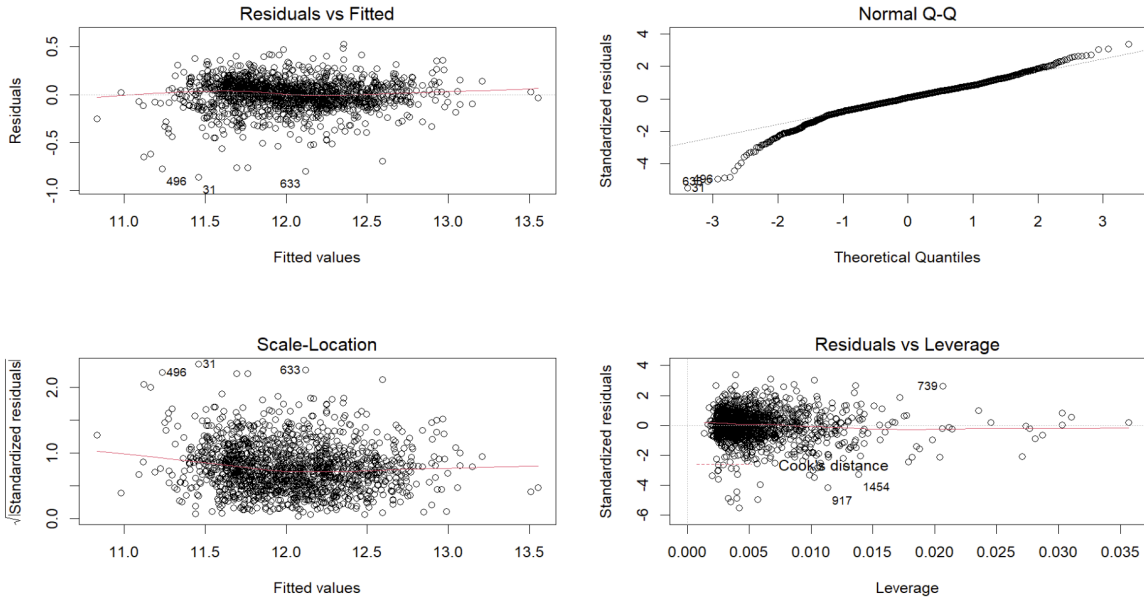 Residuals vs Fitted
Residuals
0.5
0.0
-0.5
-1.0
496
31
633
11.0 11.5 12.0 12.5 13.0 13.5
Fitted values
Normal Q-Q
Standardized residuals
4
2
0
-2
-4
633
496
31
-3 -2 -1 0 1 2 3
Theoretical Quantiles
Scale-Location
√|Standardized residuals|
2.0
1.0
0.0
496
31
633
11.0 11.5 12.0 12.5 13.0 13.5
Fitted values
Residuals vs Leverage
Standardized residuals
4
2
0
-2
-4
-6
739
Cook's distance
1454
917
0.000 0.005 0.010 0.015 0.020 0.025 0.030 0.035
Leverage